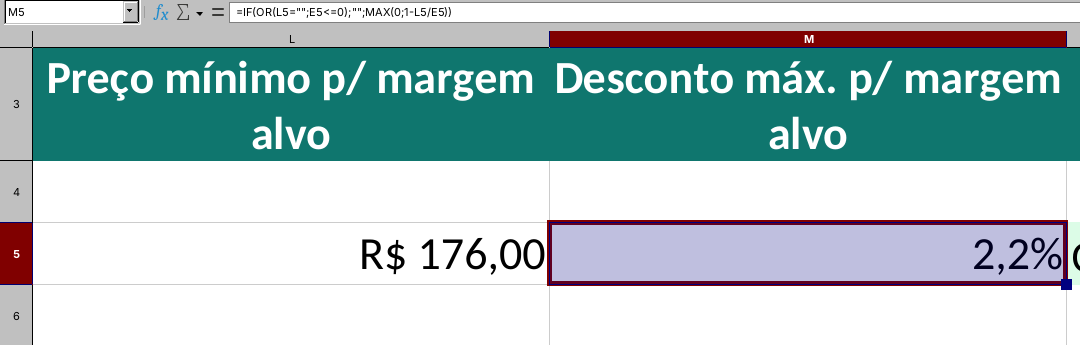 M5 fx Σ = =IF(OR(L5="";E5<=0);"";MAX(0;1-L5/E5))
L M
3 Preço mínimo p/ margem alvo Desconto máx. p/ margem alvo
4
5 R$ 176,00 2,2%
6